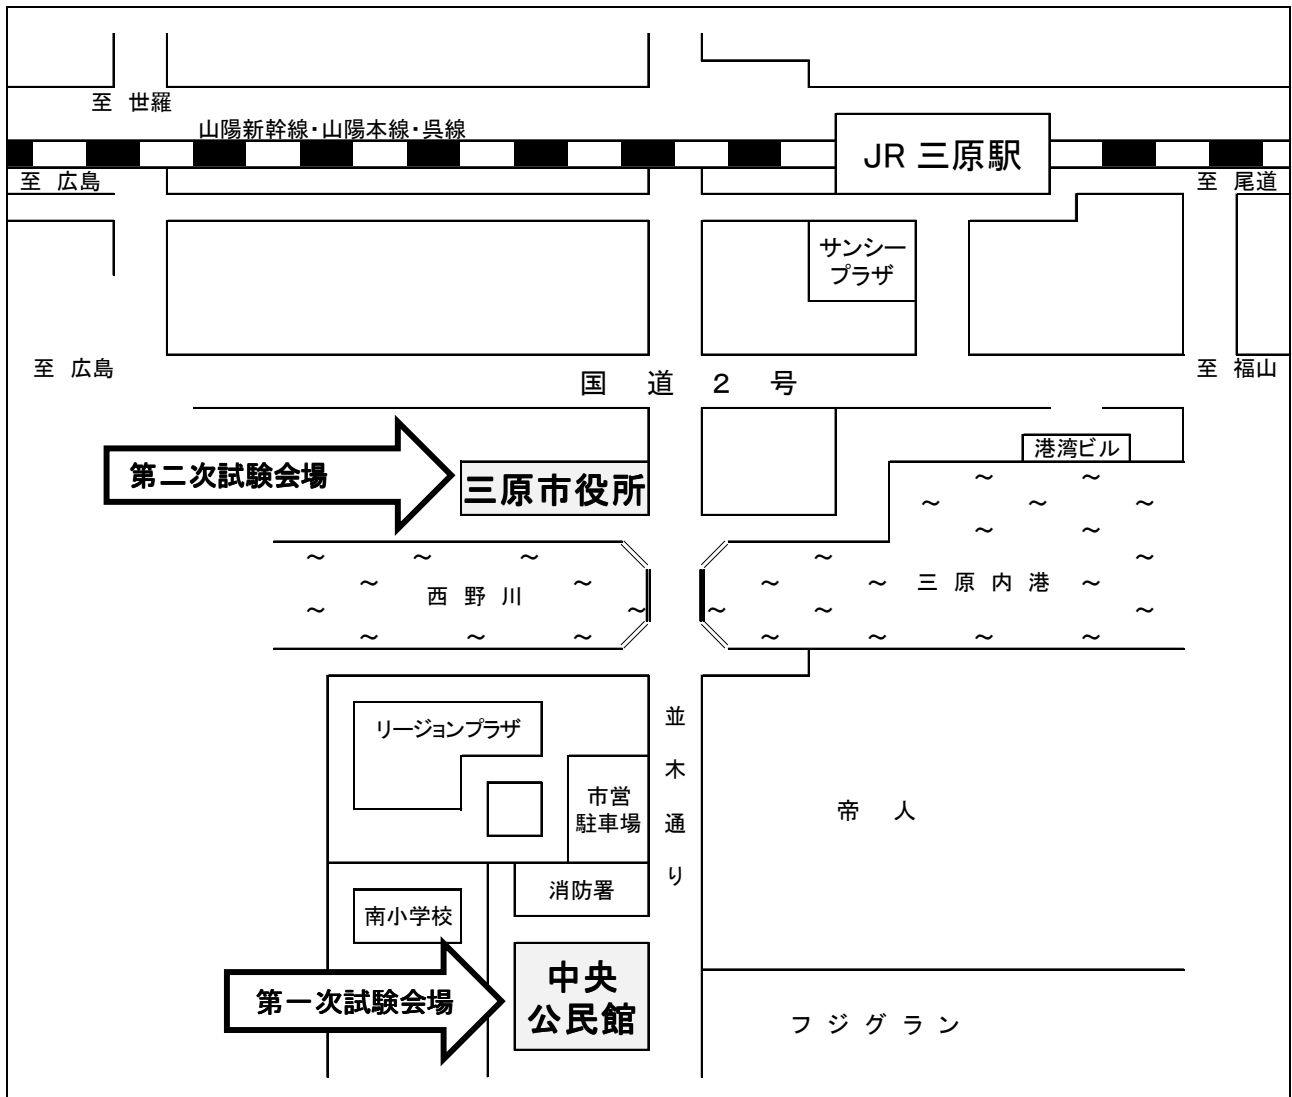 至 世羅
山陽新幹線・山陽本線・呉線
JR 三原駅
至 広島
至 尾道
サンシー
プラザ
至 広島
至 福山
国 道 2 号
港湾ビル
第二次試験会場
三原市役所
～ ～ ～ ～ ～
～ ～ ～ ～ ～ ～ ～
～ ～ ～ ～ ～ ～
～ ～ ～ ～ ～ ～ ～ ～ ～
西 野 川
三 原 内 港
リージョンプラザ
並
木
通
り
市営
駐車場
帝 人
消防署
南小学校
中央
公民館
第一次試験会場
フ ジ グ ラ ン